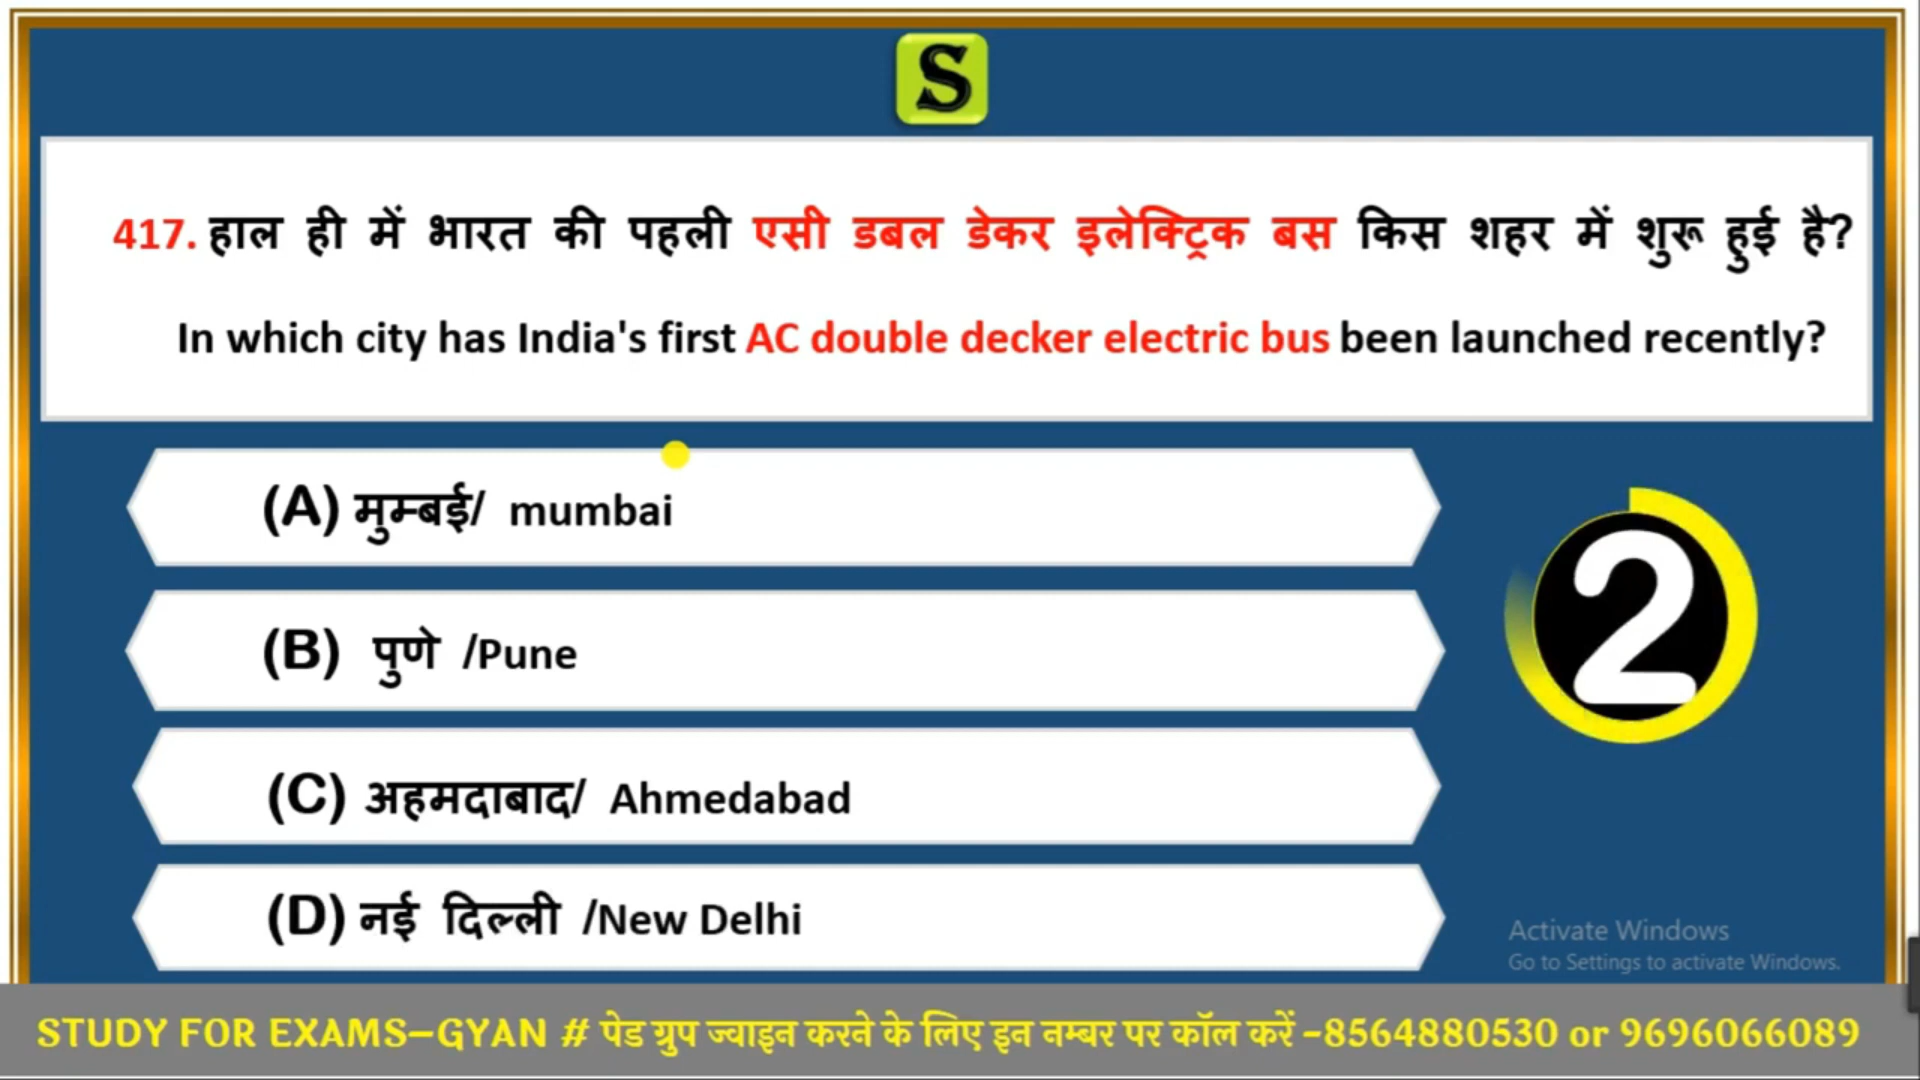 S
417. हाल ही में भारत की पहली एसी डबल डेकर इलेक्ट्रिक बस किस शहर में शुरू हुई है?
In which city has India's first AC double decker electric bus been launched recently?
(A) मुम्बई/ mumbai
(B) पुणे /Pune
2
(C) अहमदाबाद/ Ahmedabad
(D) नई दिल्ली /New Delhi
Activate Windows
Go to Settings to activate Windows.
STUDY FOR EXAMS–GYAN # पेड ग्रुप ज्वाइन करने के लिए इन नम्बर पर कॉल करें -8564880530 or 9696066089